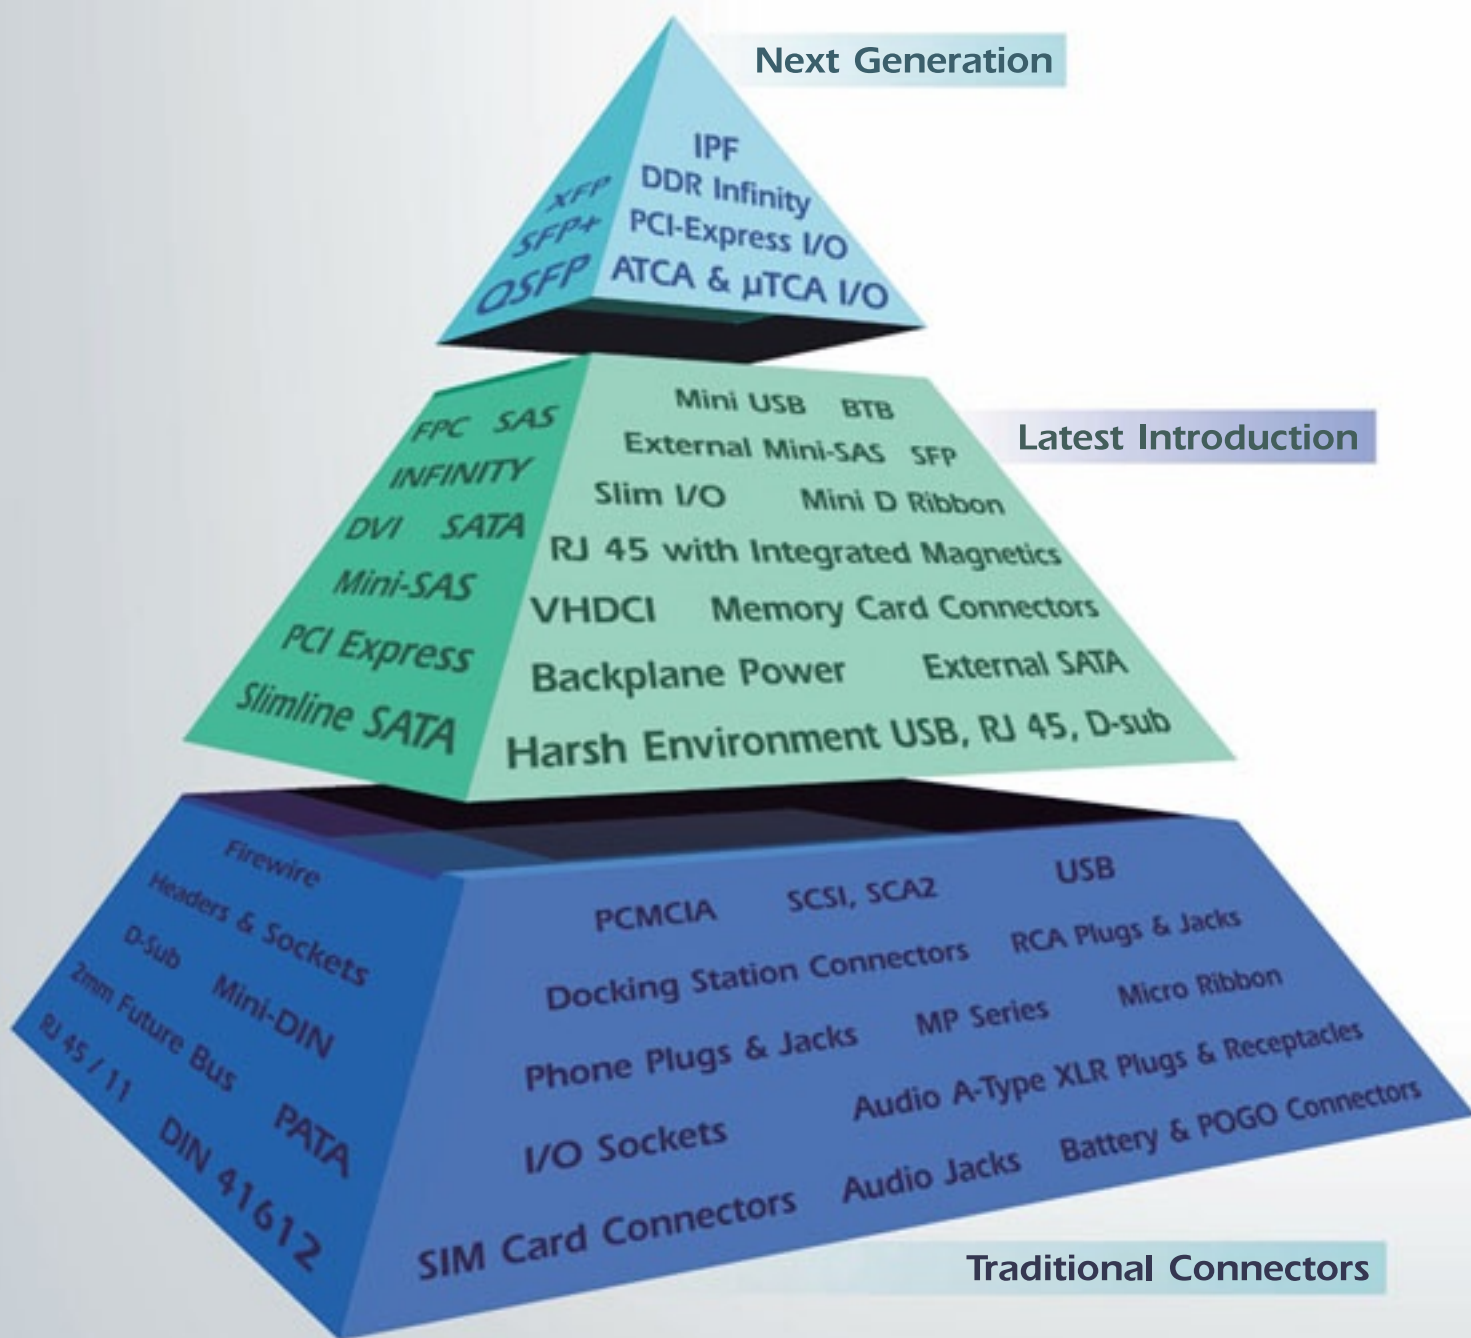 Next Generation
XFP
SFP+
QSFP
IPF
DDR Infinity
PCI-Express I/O
ATCA & µTCA I/O
Latest Introduction
FPC SAS
INFINITY
DVI SATA
Mini-SAS
PCI Express
Slimline SATA
Mini USB BTB
External Mini-SAS SFP
Slim I/O Mini D Ribbon
RJ 45 with Integrated Magnetics
VHDCI Memory Card Connectors
Backplane Power External SATA
Harsh Environment USB, RJ 45, D-sub
Firewire
Headers & Sockets
D-Sub Mini-DIN
2mm Future Bus PATA
RJ 45 / 11 DIN 41612
PCMCIA SCSI, SCA2 USB
Docking Station Connectors RCA Plugs & Jacks
Phone Plugs & Jacks MP Series Micro Ribbon
I/O Sockets Audio A-Type XLR Plugs & Receptacles
SIM Card Connectors Audio Jacks Battery & POGO Connectors
Traditional Connectors